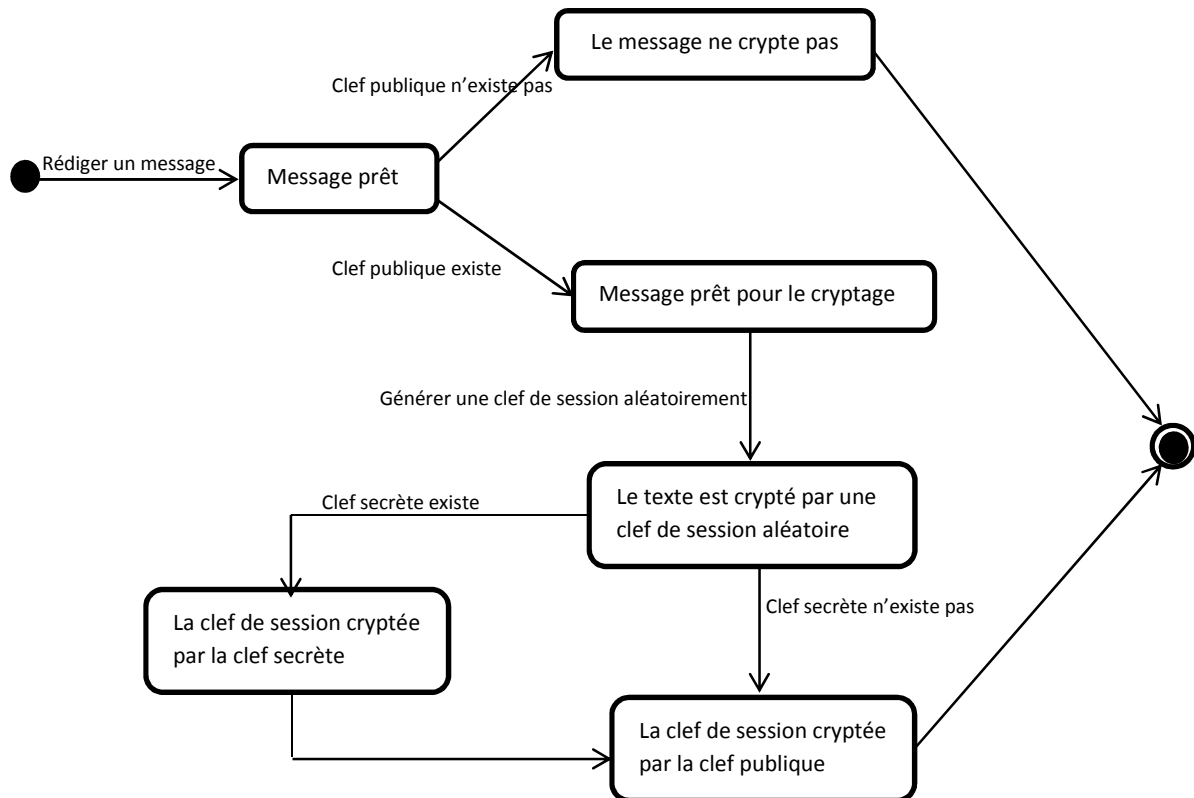 Le message ne crypte pas
Clef publique n’existe pas
Rédiger un message
Message prêt
Clef publique existe
Message prêt pour le cryptage
Générer une clef de session aléatoirement
Le texte est crypté par une
clef de session aléatoire
Clef secrète existe
Clef secrète n’existe pas
La clef de session cryptée
par la clef secrète
La clef de session cryptée
par la clef publique